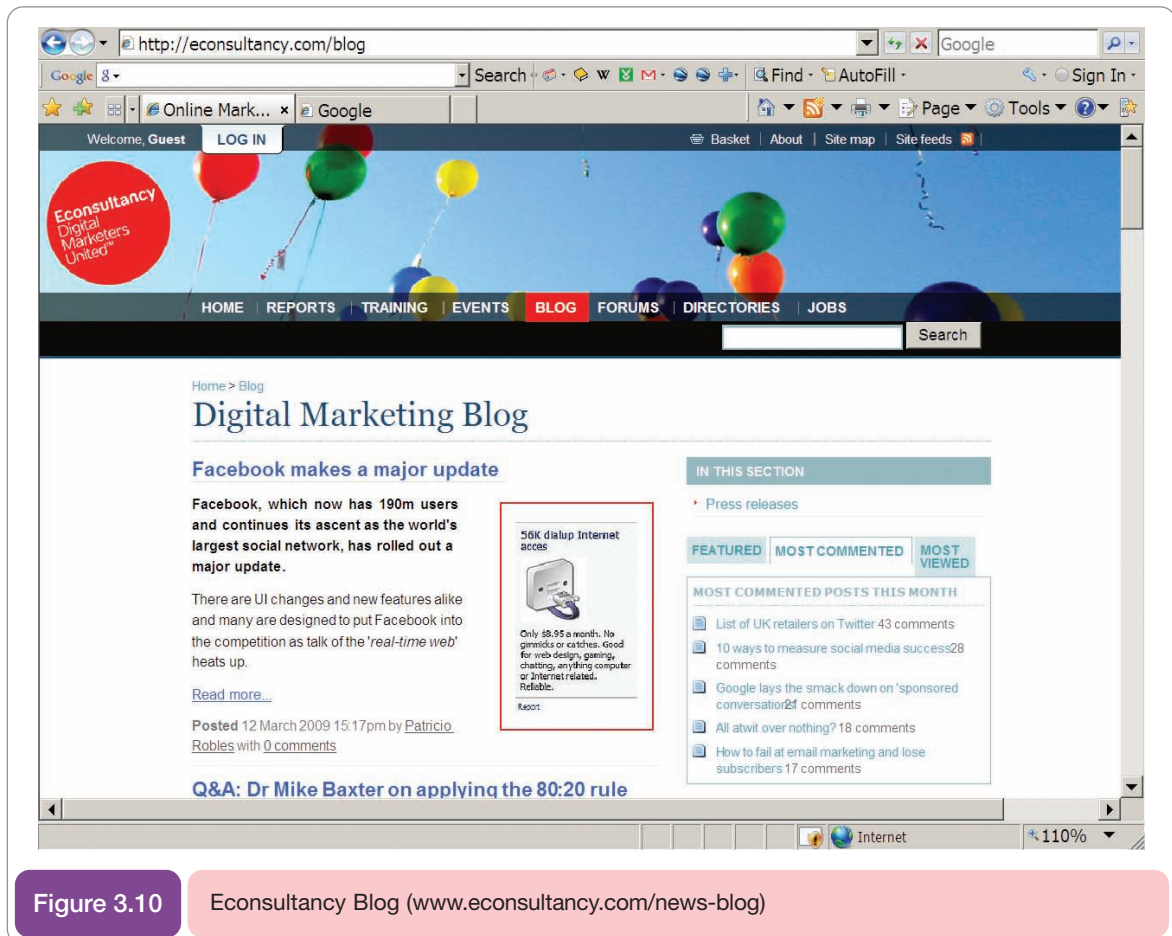 http://econsultancy.com/blog
Google
Google
Search
W
Find
AutoFill
Sign In
Online Mark...
Google
Page
Tools
Welcome, Guest
LOG IN
Basket | About | Site map | Site feeds
Econsultancy
Digital
Marketers
United™
HOME | REPORTS | TRAINING | EVENTS BLOG FORUMS | DIRECTORIES | JOBS
Search
Home > Blog
Digital Marketing Blog
Facebook makes a major update
Facebook, which now has 190m users
and continues its ascent as the world's
largest social network, has rolled out a
major update.
There are UI changes and new features alike
and many are designed to put Facebook into
the competition as talk of the 'real-time web'
heats up.
Read more...
Posted 12 March 2009 15:17pm by Patricio
Robles with 0 comments
56K dialup Internet
acces
Only $8.95 a month. No
gimmicks or catches. Good
for web design, gaming,
chatting, anything computer
or Internet related.
Reliable.
Report
Q&A: Dr Mike Baxter on applying the 80:20 rule
IN THIS SECTION
Press releases
FEATURED
MOST COMMENTED
MOST
VIEWED
MOST COMMENTED POSTS THIS MONTH
List of UK retailers on Twitter 43 comments
10 ways to measure social media success28
comments
Google lays the smack down on 'sponsored
conversations' 21 comments
All atwit over nothing? 18 comments
How to fail at email marketing and lose
subscribers 17 comments
Internet
110%
Figure 3.10
Econsultancy Blog (www.econsultancy.com/news-blog)